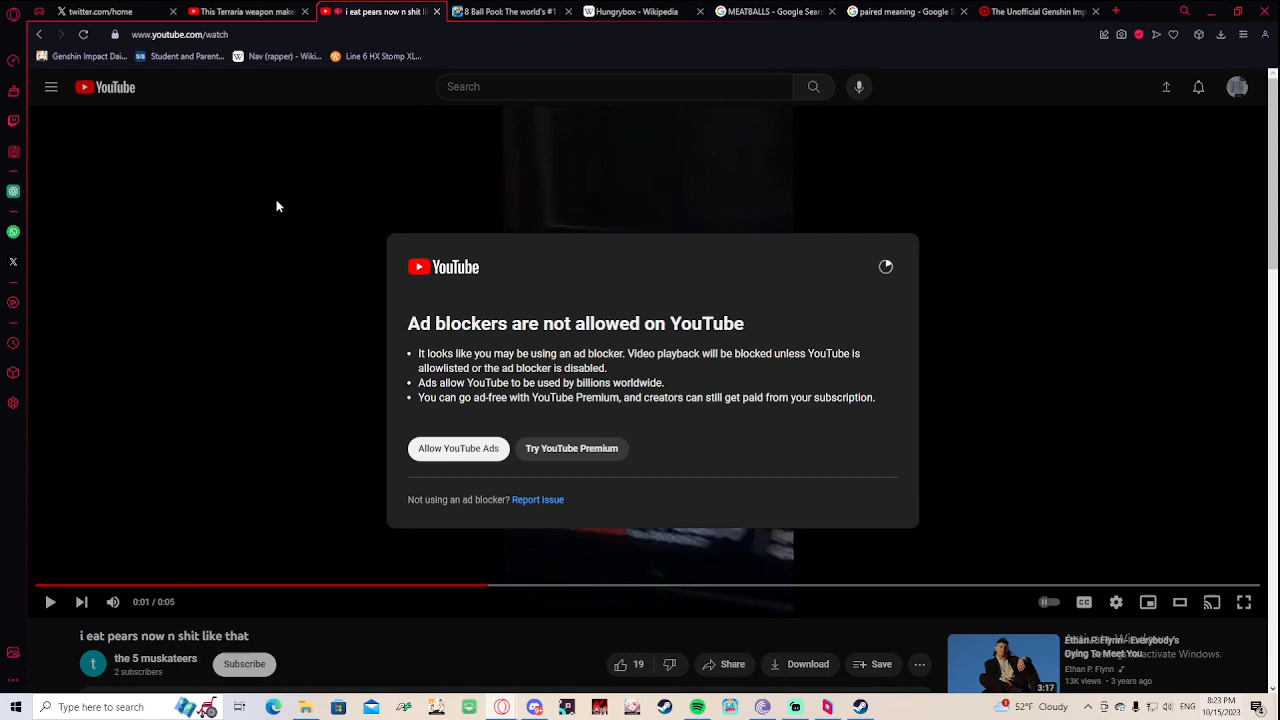 twitter.com/home
This Terraria weapon make
i eat pears now n shit lik
8 Ball Pool: The world's #1
Hungrybox - Wikipedia
MEATBALLS - Google Sear
paired meaning - Google S
The Unofficial Genshin Imp
www.youtube.com/watch
Genshin Impact Dai...
SIS
Student and Parent...
Nav (rapper) - Wiki...
Line 6 HX Stomp XL...
YouTube
Search
YouTube
Ad blockers are not allowed on YouTube
• It looks like you may be using an ad blocker. Video playback will be blocked unless YouTube is
allowlisted or the ad blocker is disabled.
• Ads allow YouTube to be used by billions worldwide.
• You can go ad-free with YouTube Premium, and creators can still get paid from your subscription.
Allow YouTube Ads
Try YouTube Premium
Not using an ad blocker? Report issue
0:01 / 0:05
CC
i eat pears now n shit like that
t
the 5 muskateers
2 subscribers
Subscribe
19
Share
Download
Save
3:17
Ethan P. Flynn - Everybody's
Dying To Meet You
Ethan P. Flynn
13K views • 3 years ago
Activate Windows
Type here to search
52°F Cloudy
8:23 PM
10/15/2023